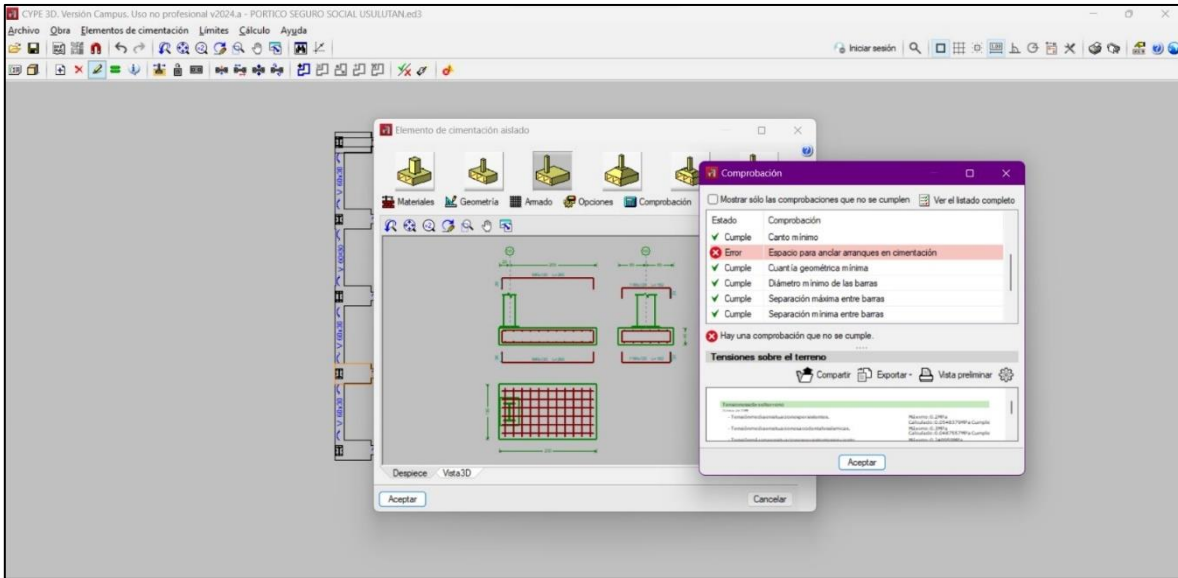 CYPE 3D. Versión Campus. Uso no profesional v2024.a - PORTICO SEGURO SOCIAL USULUTAN.ed3
Archivo Obra Elementos de cimentación Límites Cálculo Ayuda
Iniciar sesión
Elemento de cimentación aislado
Materiales Geometría Armado Opciones Comprobación
Despiece Vista3D
Aceptar Cancelar
Comprobación
Mostrar sólo las comprobaciones que no se cumplen Ver el listado completo
Estado Comprobación
Cumple Canto mínimo
Error Espacio para anclar arranques en cimentación
Cumple Cuantía geométrica mínima
Cumple Diámetro mínimo de las barras
Cumple Separación máxima entre barras
Cumple Separación mínima entre barras
Hay una comprobación que no se cumple.
Tensiones sobre el terreno
Compartir Exportar Vista preliminar
Aceptar